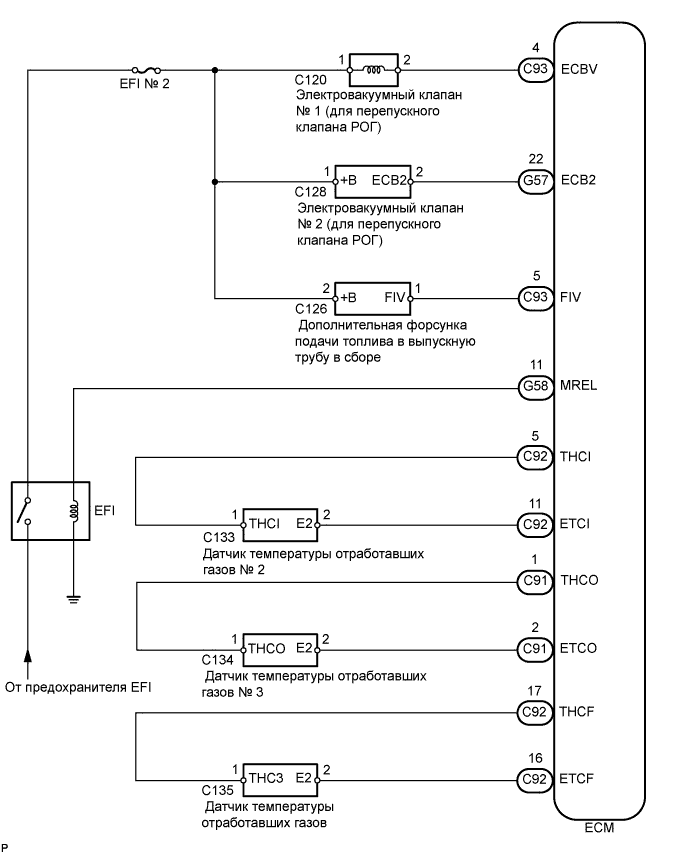 4
1 2 C93 ECBV
EFI № 2
C120
Электровакуумный клапан
№ 1 (для перепускного
клапана РОГ)
22
1 +B ECB2 2 G57 ECB2
C128
Электровакуумный клапан
№ 2 (для перепускного
клапана РОГ)
5
2 +B FIV 1 C93 FIV
C126
Дополнительная форсунка
подачи топлива в выпускную
трубу в сборе
11
G58 MREL
5
C92 THCI
EFI
11
1 THCI E2 2 C92 ETCI
C133
Датчик температуры отработавших
газов № 2
1
C91 THCO
2
1 THCO E2 2 C91 ETCO
C134
Датчик температуры отработавших
газов № 3
От предохранителя EFI
17
C92 THCF
16
1 THC3 E2 2 C92 ETCF
C135
Датчик температуры
отработавших газов
ECM
P